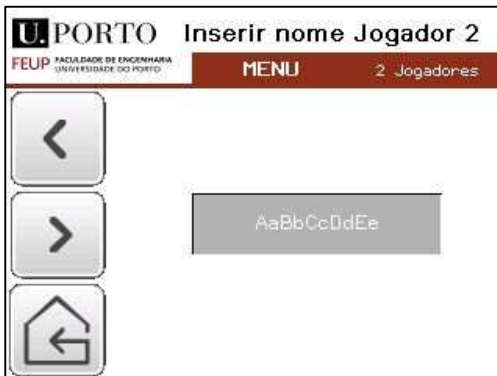 U.PORTO
Inserir nome Jogador 2
FEUP FACULDADE DE ENGENHARIA
UNIVERSIDADE DO PORTO
MENU
2 Jogadores
AaBbCcDdEe